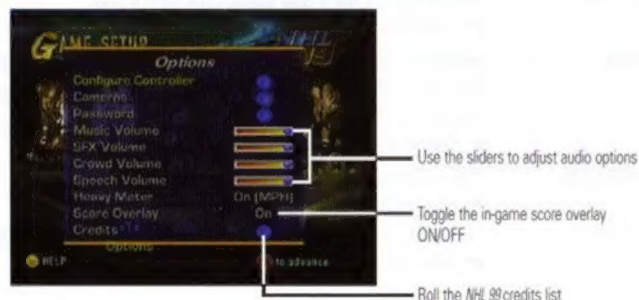 GAME SETUP
NHL 99
Options
Configure Controller
Cameras
Password
Music Volume
SFX Volume
Crowd Volume
Speech Volume
Heavy Meter On (MPH)
Score Overlay On
Credits
Options
HELP to advance
Use the sliders to adjust audio options
Toggle the in-game score overlay
ON/OFF
Roll the NHL 99 credits list